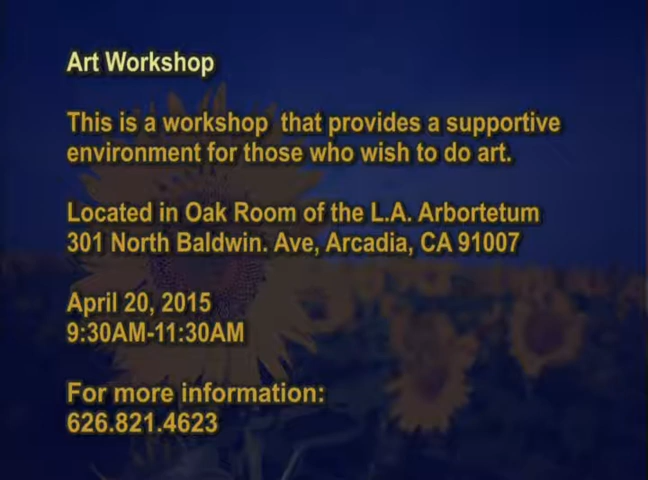 Art Workshop
This is a workshop that provides a supportive
environment for those who wish to do art.
Located in Oak Room of the L.A. Arbortetum
301 North Baldwin. Ave, Arcadia, CA 91007
April 20, 2015
9:30AM-11:30AM
For more information:
626.821.4623